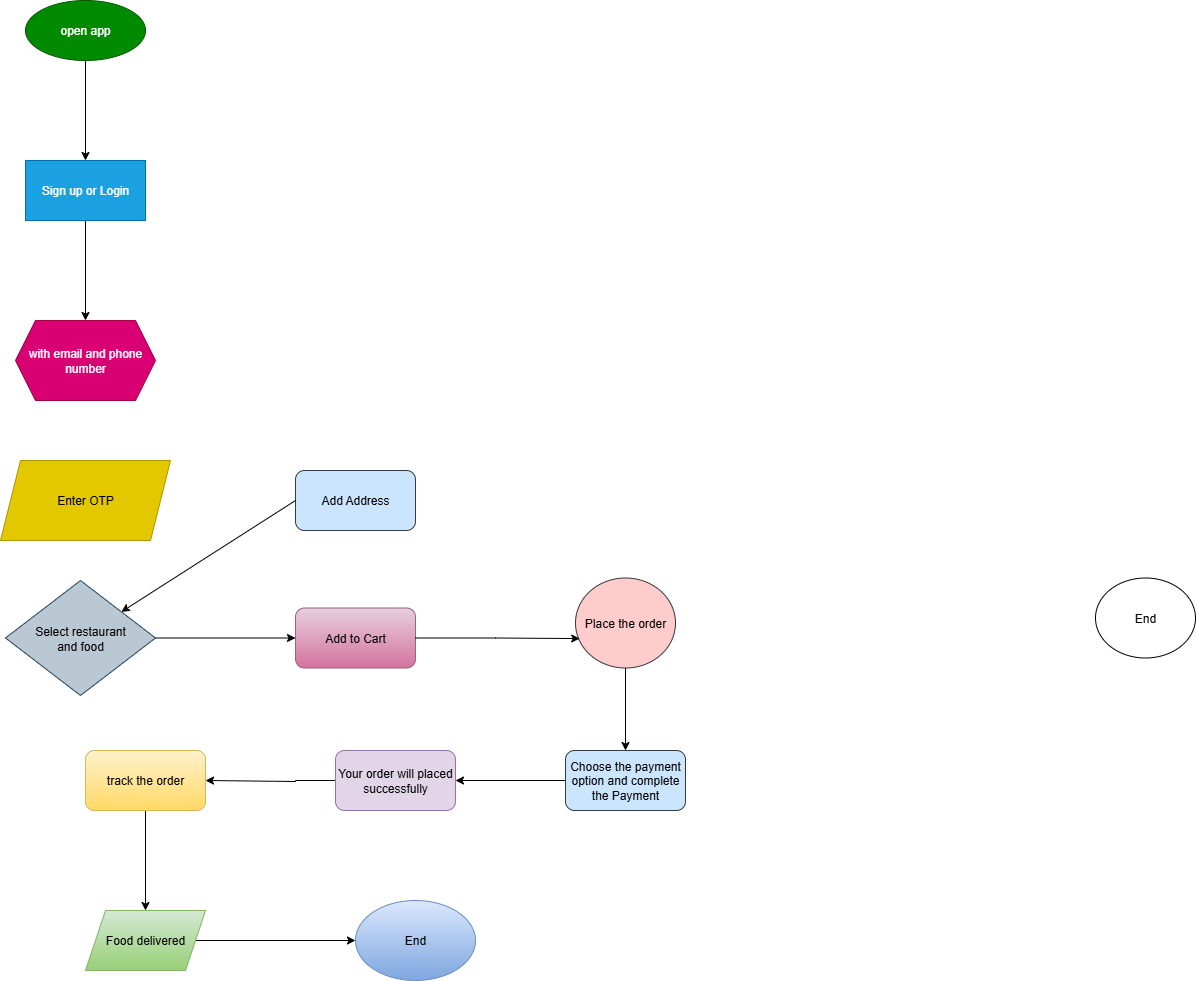 open app
Sign up or Login
with email and phone
number
Enter OTP
Add Address
Select restaurant
and food
Add to Cart
Place the order
End
track the order
Your order will placed
successfully
Choose the payment
option and complete
the Payment
Food delivered
End